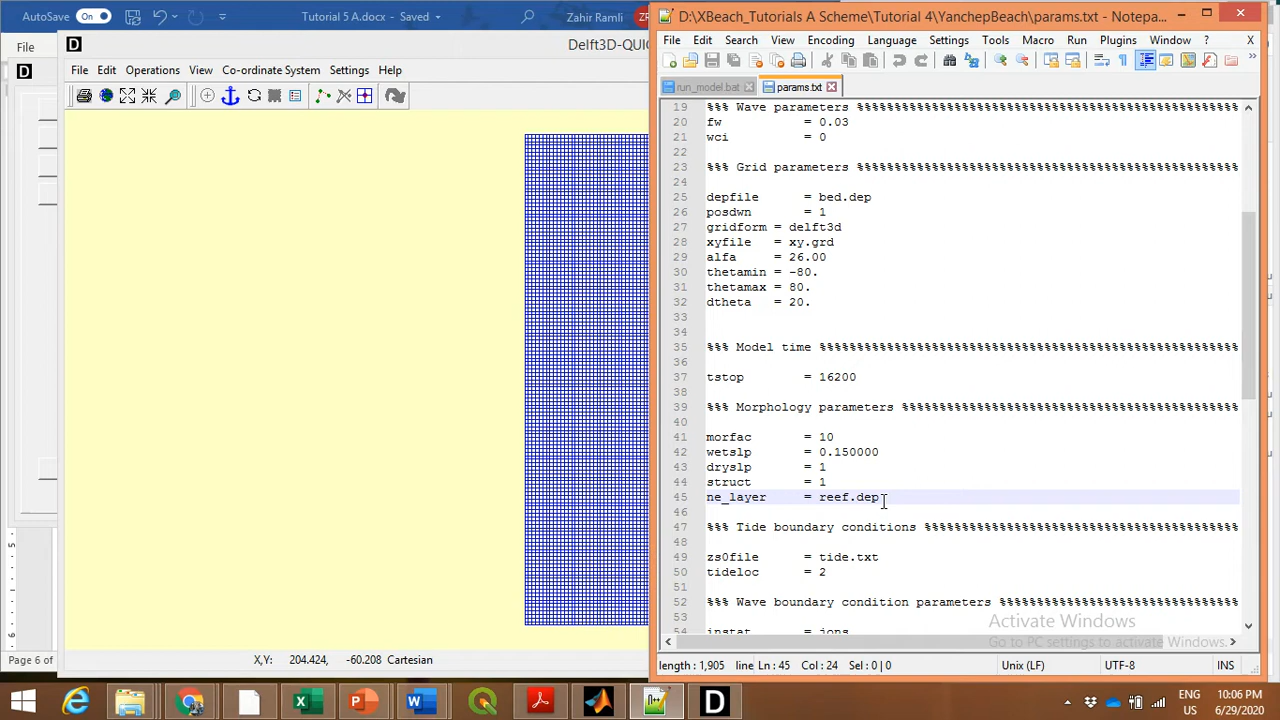 AutoSave On Tutorial 5 A.docx - Saved Zahir Ramli ZR
File
Delft3D-QUIC
File Edit Operations View Co-ordinate System Settings Help
X,Y: 204.424, -60.208 Cartesian
Page 6 of
D:\XBeach_Tutorials A Scheme\Tutorial 4\YanchepBeach\params.txt - Notepa...
File Edit Search View Encoding Language Settings Tools Macro Run Plugins Window ? X
run_model.bat params.txt
19 %%% Wave parameters %%%%%%%%%%%%%%%%%%%%%%%%%%%%%%%%%%%%%%%%%%%%%%%%%%%
20 fw = 0.03
21 wci = 0
22
23 %%% Grid parameters %%%%%%%%%%%%%%%%%%%%%%%%%%%%%%%%%%%%%%%%%%%%%%%%%%%
24
25 depfile = bed.dep
26 posdwn = 1
27 gridform = delft3d
28 xyfile = xy.grd
29 alfa = 26.00
30 thetamin = -80.
31 thetamax = 80.
32 dtheta = 20.
33
34
35 %%% Model time %%%%%%%%%%%%%%%%%%%%%%%%%%%%%%%%%%%%%%%%%%%%%%%%%%%%%%%%
36
37 tstop = 16200
38
39 %%% Morphology parameters %%%%%%%%%%%%%%%%%%%%%%%%%%%%%%%%%%%%%%%%%%%%%
40
41 morfac = 10
42 wetslp = 0.150000
43 dryslp = 1
44 struct = 1
45 ne_layer = reef.dep
46
47 %%% Tide boundary conditions %%%%%%%%%%%%%%%%%%%%%%%%%%%%%%%%%%%%%%%%%%
48
49 zs0file = tide.txt
50 tideloc = 2
51
52 %%% Wave boundary condition parameters %%%%%%%%%%%%%%%%%%%%%%%%%%%%%%%%
53
54 instat = jons
Activate Windows
Go to PC settings to activate Windows.
length : 1,905 line Ln : 45 Col : 24 Sel : 0 | 0 Unix (LF) UTF-8 INS
ENG 10:06 PM
US 6/29/2020